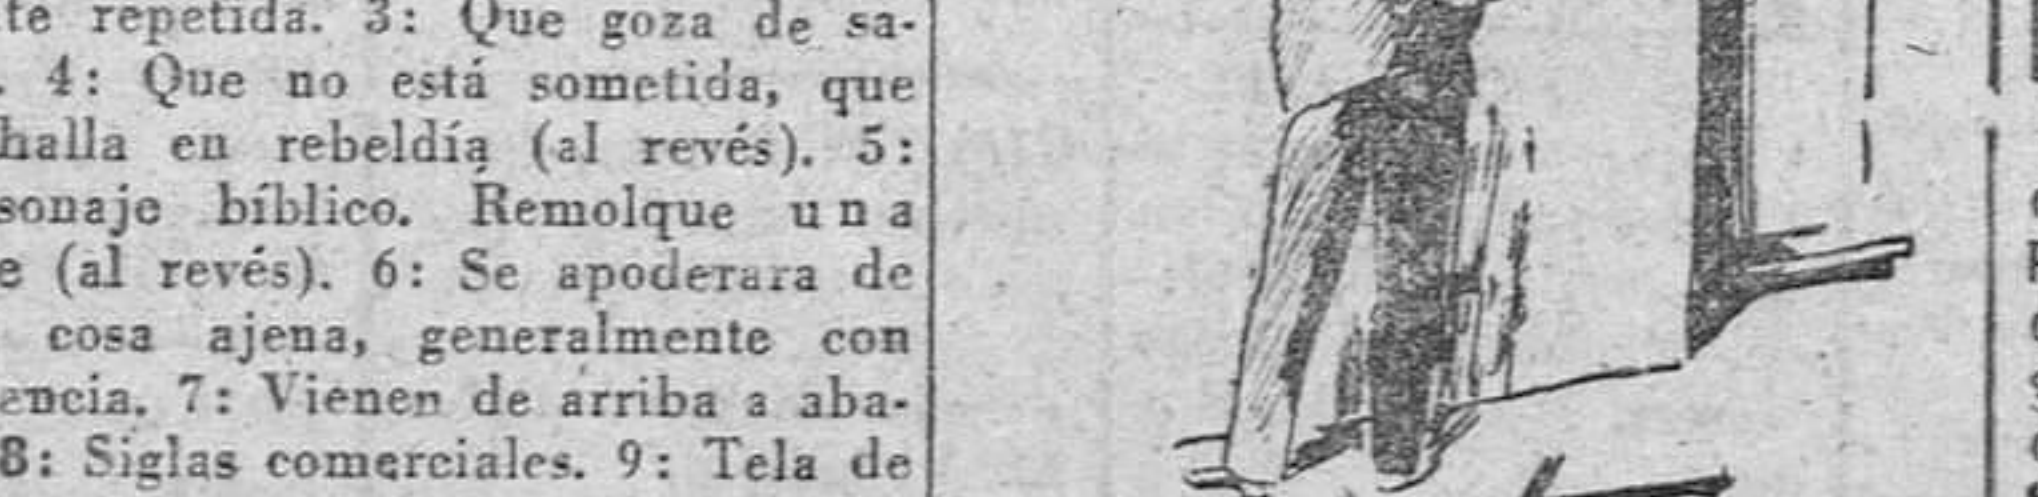 te repetida. 3: Que goza de sa-
. 4: Que no está sometida, que
halla en rebeldía (al revés). 5:
sonaje bíblico. Remolque una
e (al revés). 6: Se apoderara de
cosa ajena, generalmente con
encia. 7: Vienen de arriba a aba-
8: Siglas comerciales. 9: Tela de